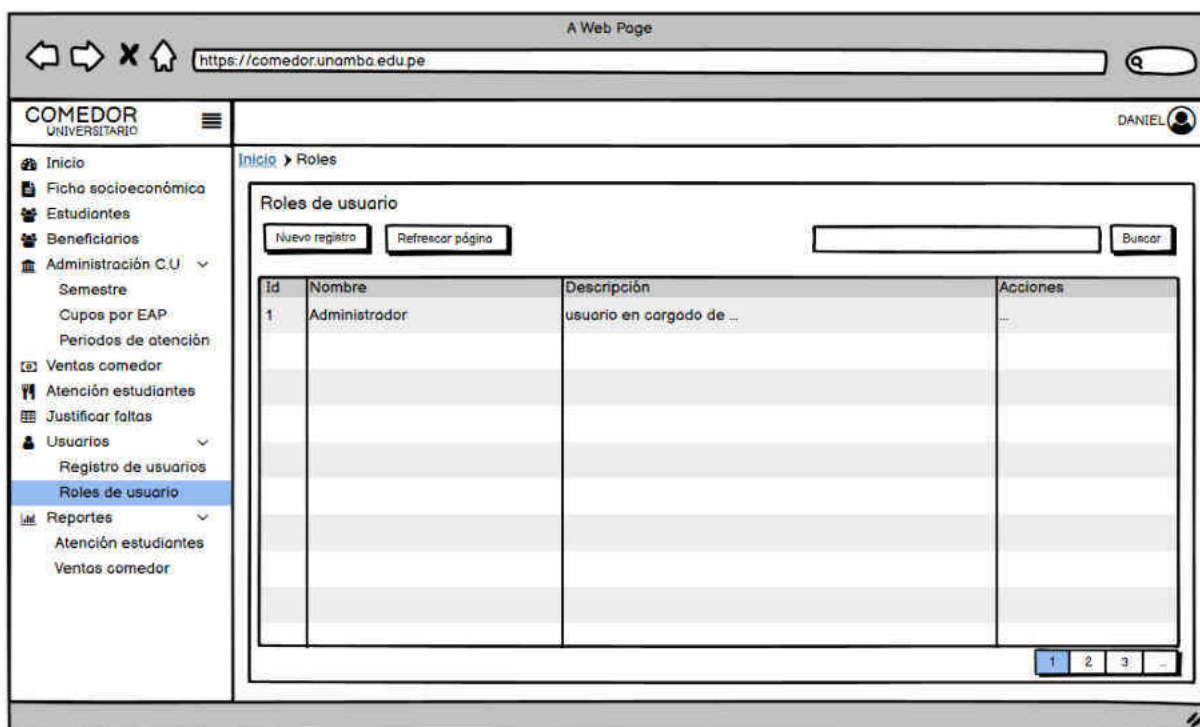 A Web Page
https://comedor.unamba.edu.pe
COMEDOR
UNIVERSITARIO
DANIEL
Inicio
Ficha socioeconómica
Estudiantes
Beneficiarios
Administración C.U
Semestre
Cupos por EAP
Periodos de atención
Ventas comedor
Atención estudiantes
Justificar faltas
Usuarios
Registro de usuarios
Roles de usuario
Reportes
Atención estudiantes
Ventas comedor
Inicio > Roles
Roles de usuario
Nuevo registro Refrescar página Buscar
Id Nombre Descripción Acciones
1 Administrador usuario en cargado de ... ...
1 2 3 ...